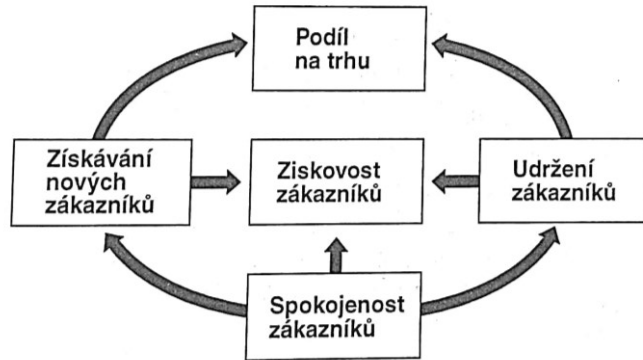 Podíl
na trhu
Získávání
nových
zákazníků
Ziskovost
zákazníků
Udržení
zákazníků
Spokojenost
zákazníků